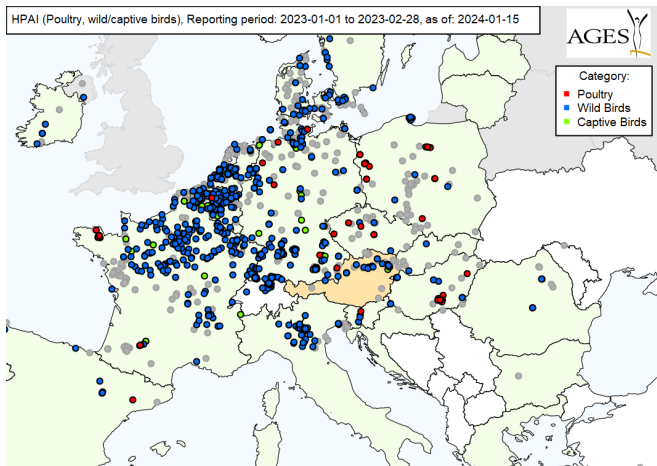 HPAI (Poultry, wild/captive birds), Reporting period: 2023-01-01 to 2023-02-28, as of: 2024-01-15
AGES
Category:
Poultry
Wild Birds
Captive Birds